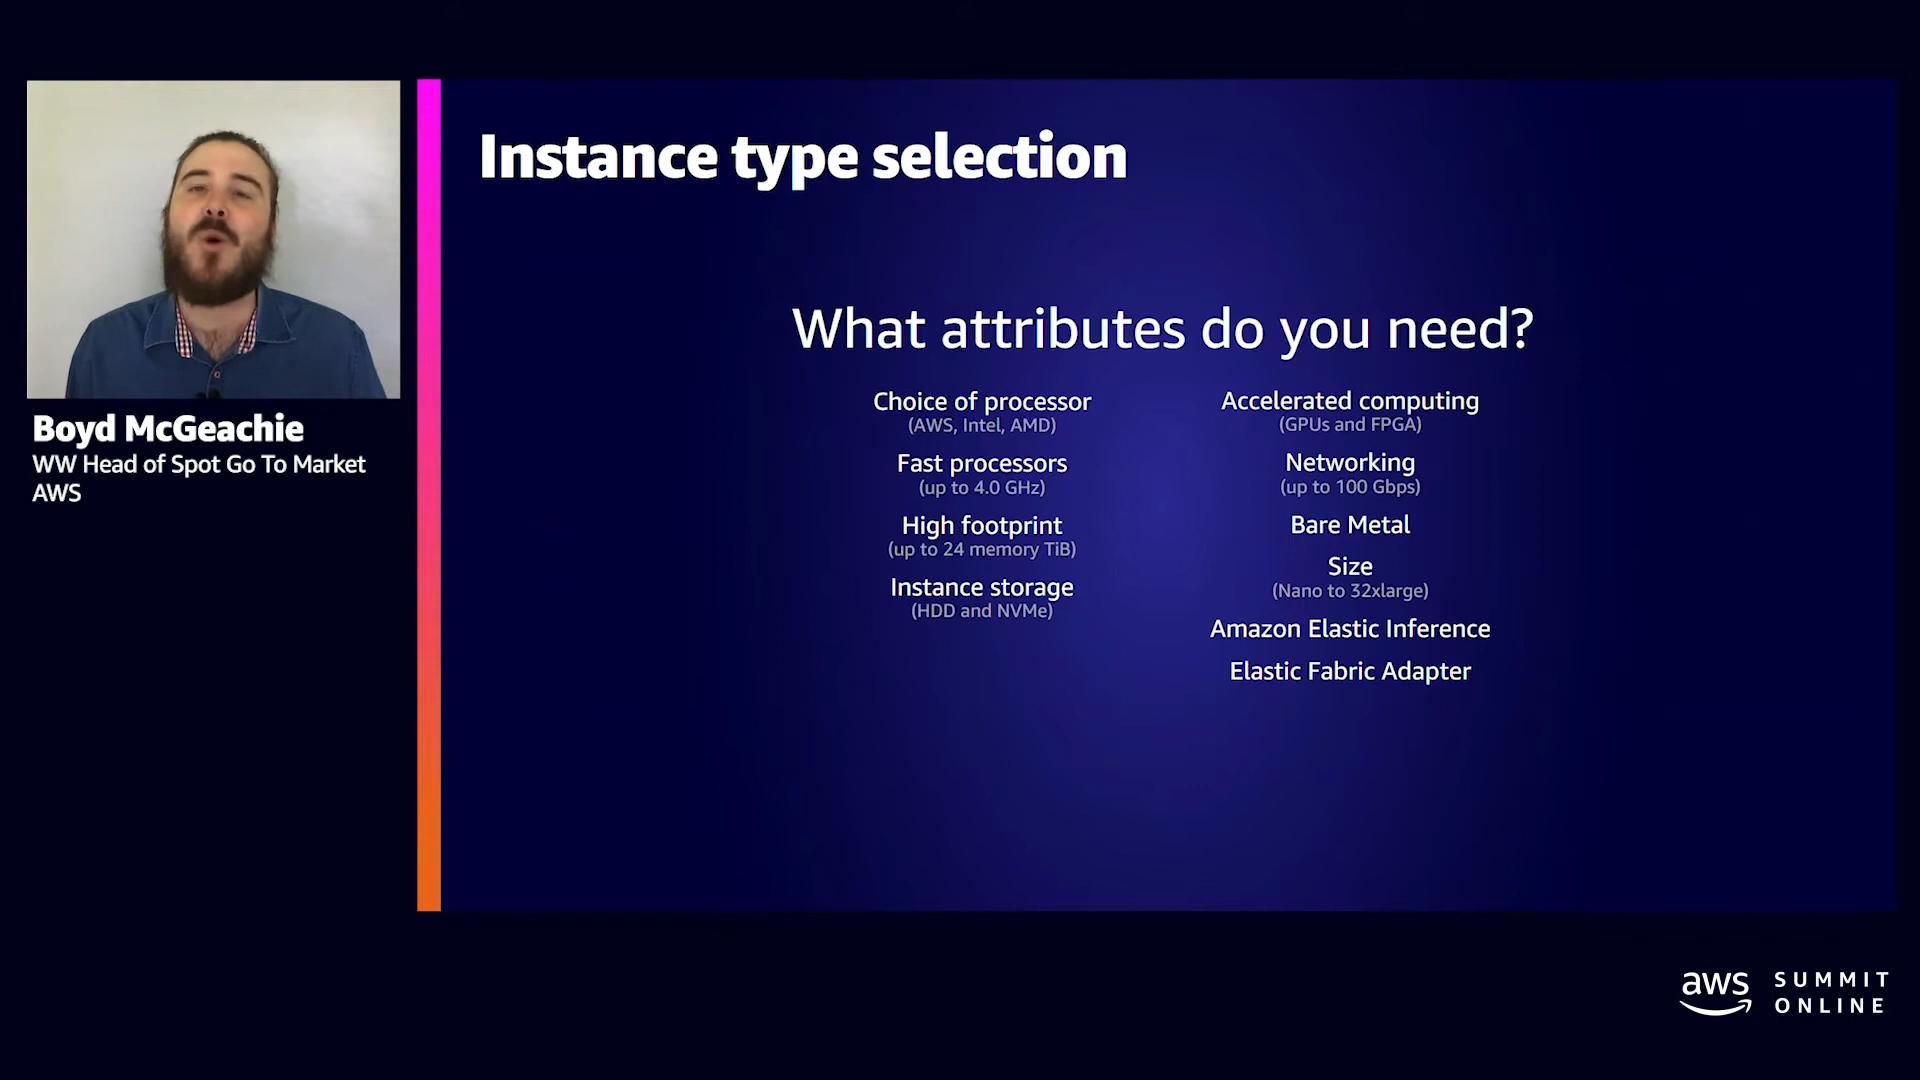 Instance type selection
What attributes do you need?
Choice of processor
(AWS, Intel, AMD)
Fast processors
(up to 4.0 GHz)
High footprint
(up to 24 memory TiB)
Instance storage
(HDD and NVMe)
Accelerated computing
(GPUs and FPGA)
Networking
(up to 100 Gbps)
Bare Metal
Size
(Nano to 32xlarge)
Amazon Elastic Inference
Elastic Fabric Adapter
Boyd McGeachie
WW Head of Spot Go To Market
AWS
aws
SUMMIT
ONLINE